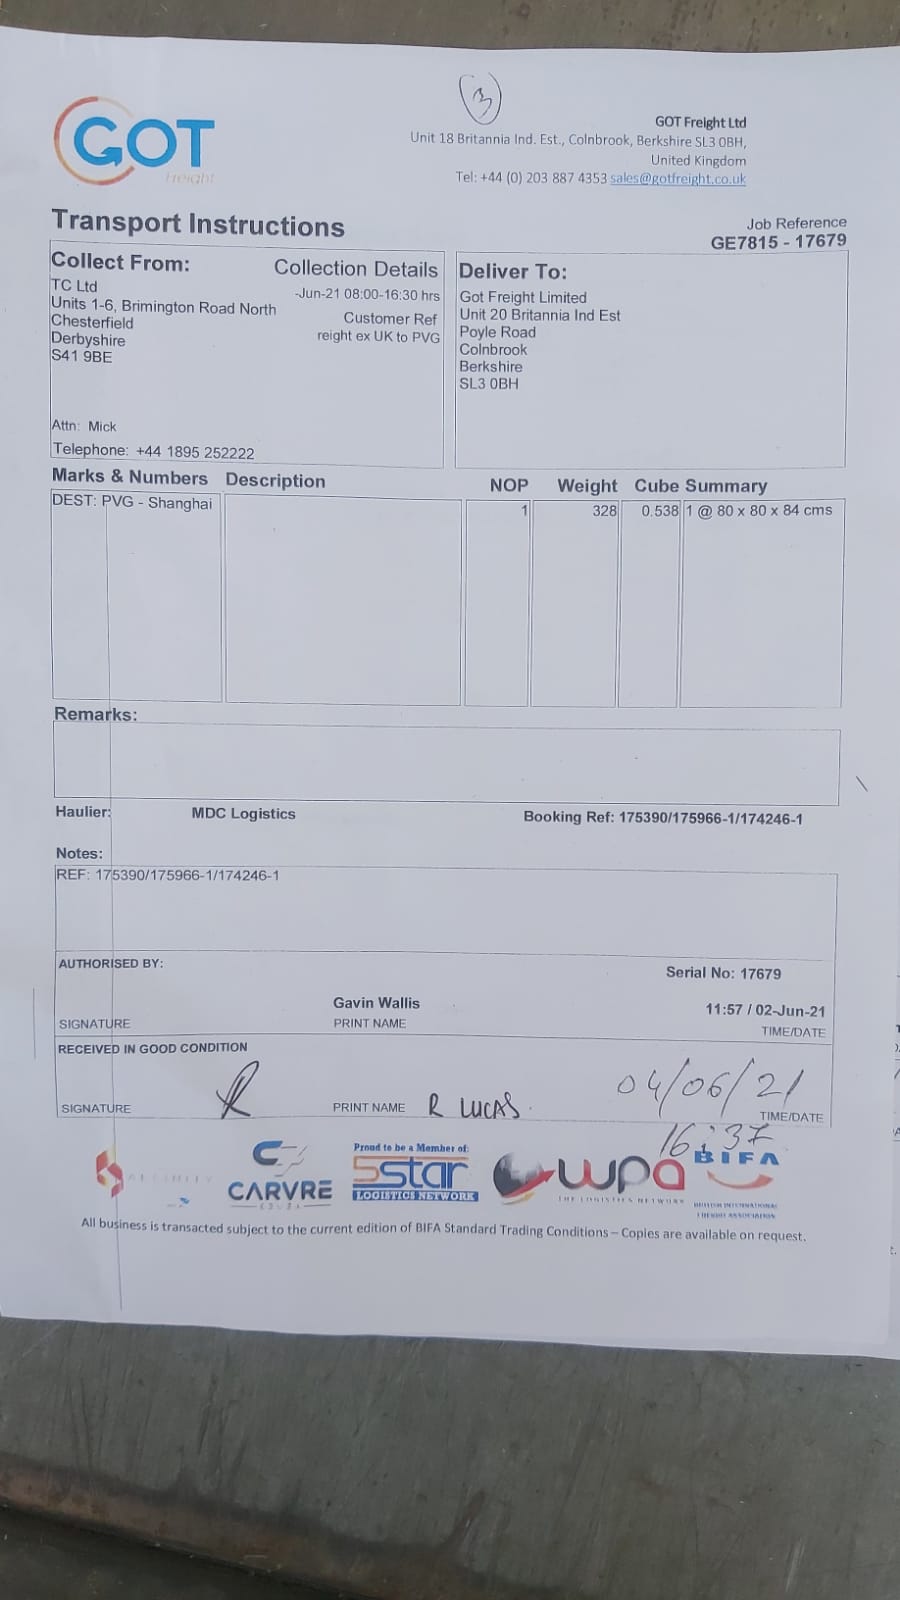 3
GOT
freight
GOT Freight Ltd
Unit 18 Britannia Ind. Est., Colnbrook, Berkshire SL3 0BH,
United Kingdom
Tel: +44 (0) 203 887 4353 sales@gotfreight.co.uk
Transport Instructions
Job Reference
GE7815 - 17679
Collect From:
TC Ltd
Units 1-6, Brimington Road North
Chesterfield
Derbyshire
S41 9BE
Attn: Mick
Telephone: +44 1895 252222
Collection Details
-Jun-21 08:00-16:30 hrs
Customer Ref
reight ex UK to PVG
Deliver To:
Got Freight Limited
Unit 20 Britannia Ind Est
Poyle Road
Colnbrook
Berkshire
SL3 0BH
Marks & Numbers Description NOP Weight Cube Summary
DEST: PVG - Shanghai 1 328 0.538 1 @ 80 x 80 x 84 cms
Remarks:
Haulier: MDC Logistics Booking Ref: 175390/175966-1/174246-1
Notes:
REF: 175390/175966-1/174246-1
AUTHORISED BY: Serial No: 17679
Gavin Wallis 11:57 / 02-Jun-21
SIGNATURE PRINT NAME TIME/DATE
RECEIVED IN GOOD CONDITION
04/06/21
SIGNATURE PRINT NAME R LUCAS TIME/DATE
16:37
CARVRE
Proud to be a Member of:
5star
LOGISTICS NETWORK
wpa
THE LOGISTICS NETWORK
BIFA
BRITISH INTERNATIONAL
FREIGHT ASSOCIATION
All business is transacted subject to the current edition of BIFA Standard Trading Conditions – Copies are available on request.